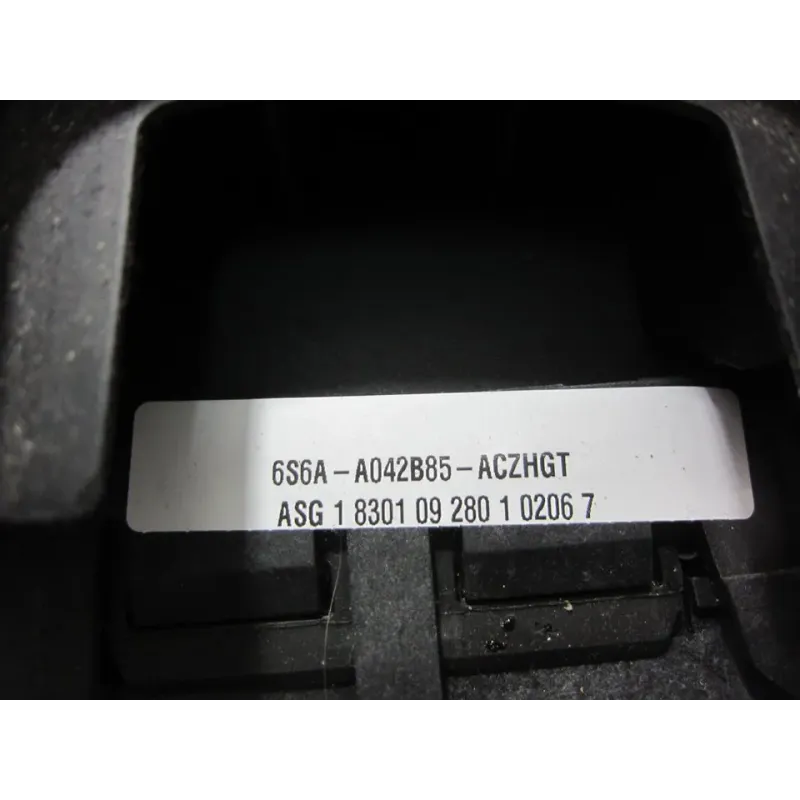 6S6A-A042B85-ACZHGT
ASG 1 8301 09 280 1 0206 7